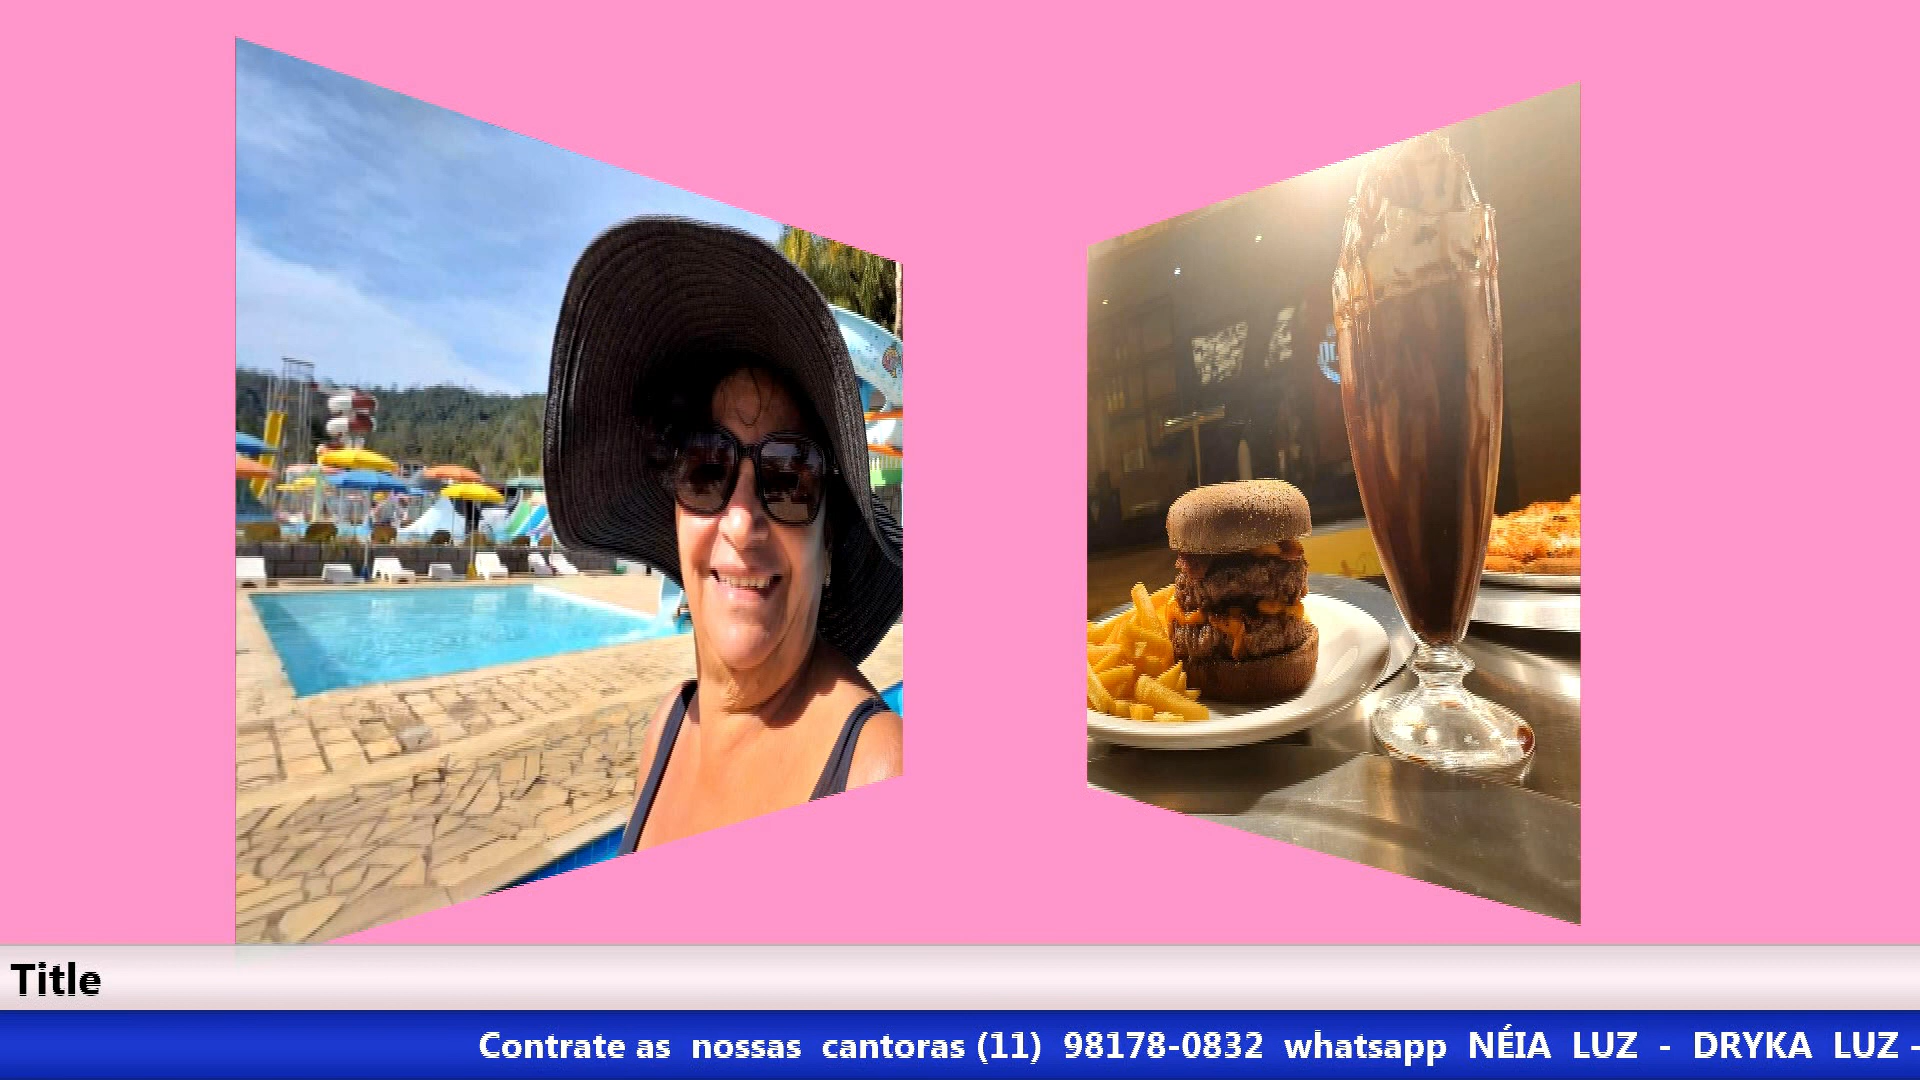 Title
Contrate as nossas cantoras (11) 98178-0832 whatsapp NÉIA LUZ - DRYKA LUZ -